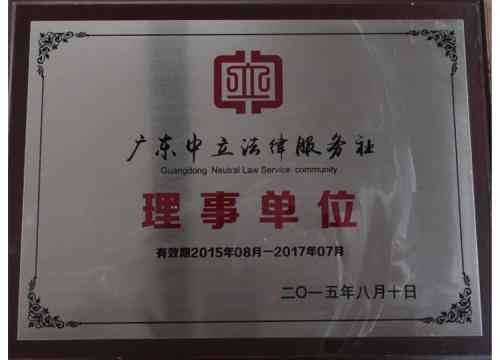 广东中立法律服务社
Guangdong Neutral Law Service community
理事单位
有效期2015年08月—2017年07月
二〇一五年八月十日